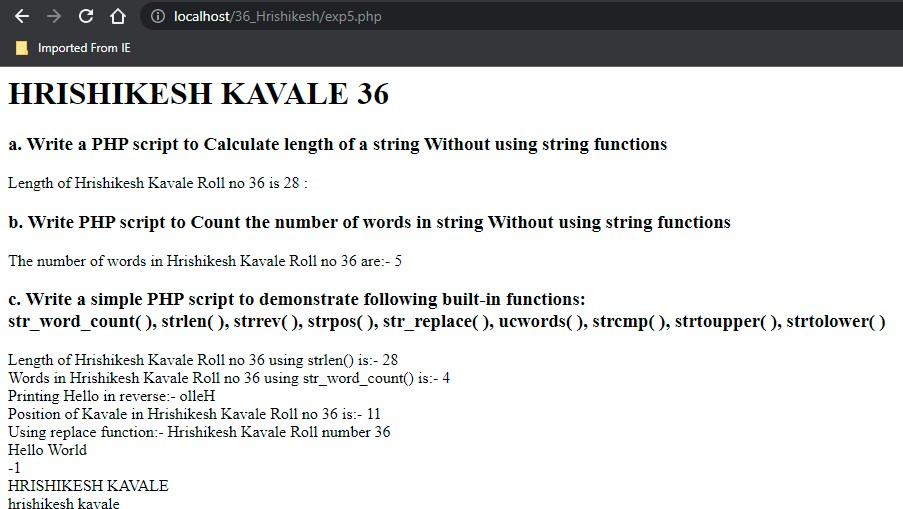 localhost/36_Hrishikesh/exp5.php
Imported From IE
HRISHIKESH KAVALE 36
a. Write a PHP script to Calculate length of a string Without using string functions
Length of Hrishikesh Kavale Roll no 36 is 28 :
b. Write PHP script to Count the number of words in string Without using string functions
The number of words in Hrishikesh Kavale Roll no 36 are:- 5
c. Write a simple PHP script to demonstrate following built-in functions:
str_word_count( ), strlen( ), strrev( ), strpos( ), str_replace( ), ucwords( ), strcmp( ), strtoupper( ), strtolower( )
Length of Hrishikesh Kavale Roll no 36 using strlen() is:- 28
Words in Hrishikesh Kavale Roll no 36 using str_word_count() is:- 4
Printing Hello in reverse:- olleH
Position of Kavale in Hrishikesh Kavale Roll no 36 is:- 11
Using replace function:- Hrishikesh Kavale Roll number 36
Hello World
-1
HRISHIKESH KAVALE
hrishikesh kavale